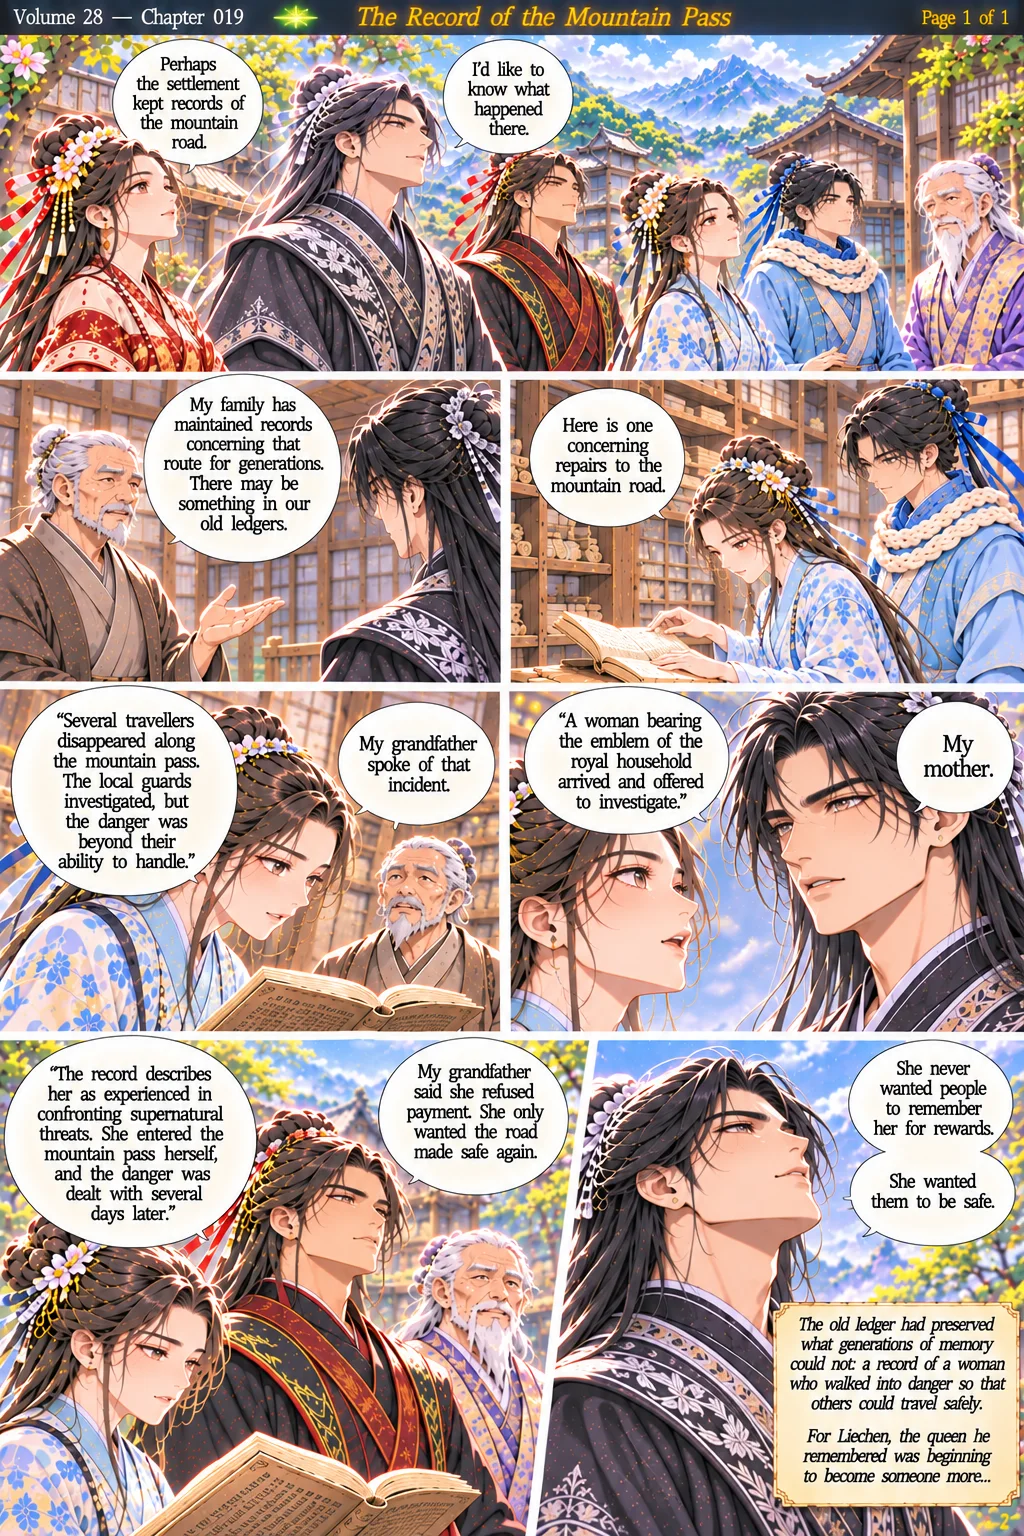 Volume 28 — Chapter 019
The Record of the Mountain Pass
Page 1 of 1
Perhaps
the settlement
kept records of
the mountain
road.
I'd like to
know what
happened
there.
My family has
maintained records
concerning that
route for generations.
There may be
something in our
old ledgers.
Here is one
concerning
repairs to the
mountain road.
"Several travellers
disappeared along
the mountain pass.
The local guards
investigated, but
the danger was
beyond their
ability to handle."
My grandfather
spoke of that
incident.
"A woman bearing
the emblem of the
royal household
arrived and offered
to investigate."
My
mother.
"The record describes
her as experienced in
confronting supernatural
threats. She entered the
mountain pass herself,
and the danger was
dealt with several
days later."
My grandfather
said she refused
payment. She only
wanted the road
made safe again.
She never
wanted people
to remember
her for rewards.
She wanted
them to be safe.
The old ledger had preserved
what generations of memory
could not: a record of a woman
who walked into danger so that
others could travel safely.
For Liechen, the queen he
remembered was beginning
to become someone more...
2